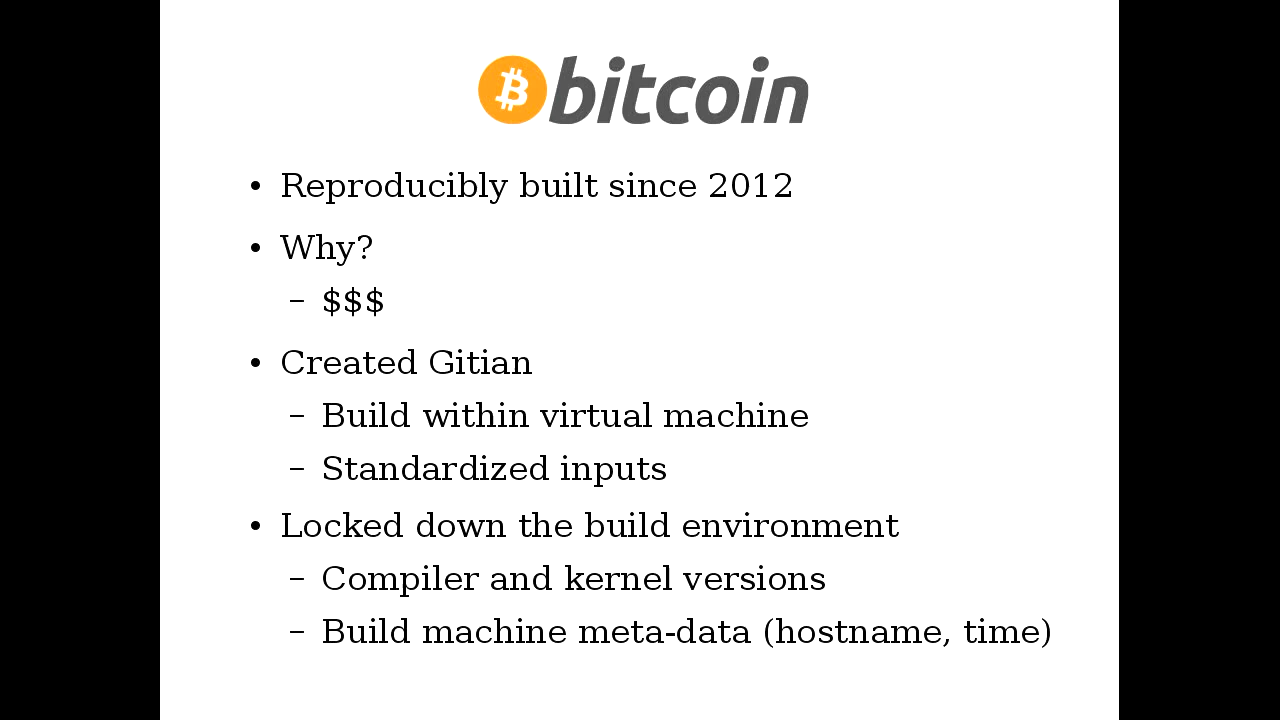 bitcoin
• Reproducibly built since 2012
• Why?
– $$$
• Created Gitian
– Build within virtual machine
– Standardized inputs
• Locked down the build environment
– Compiler and kernel versions
– Build machine meta-data (hostname, time)